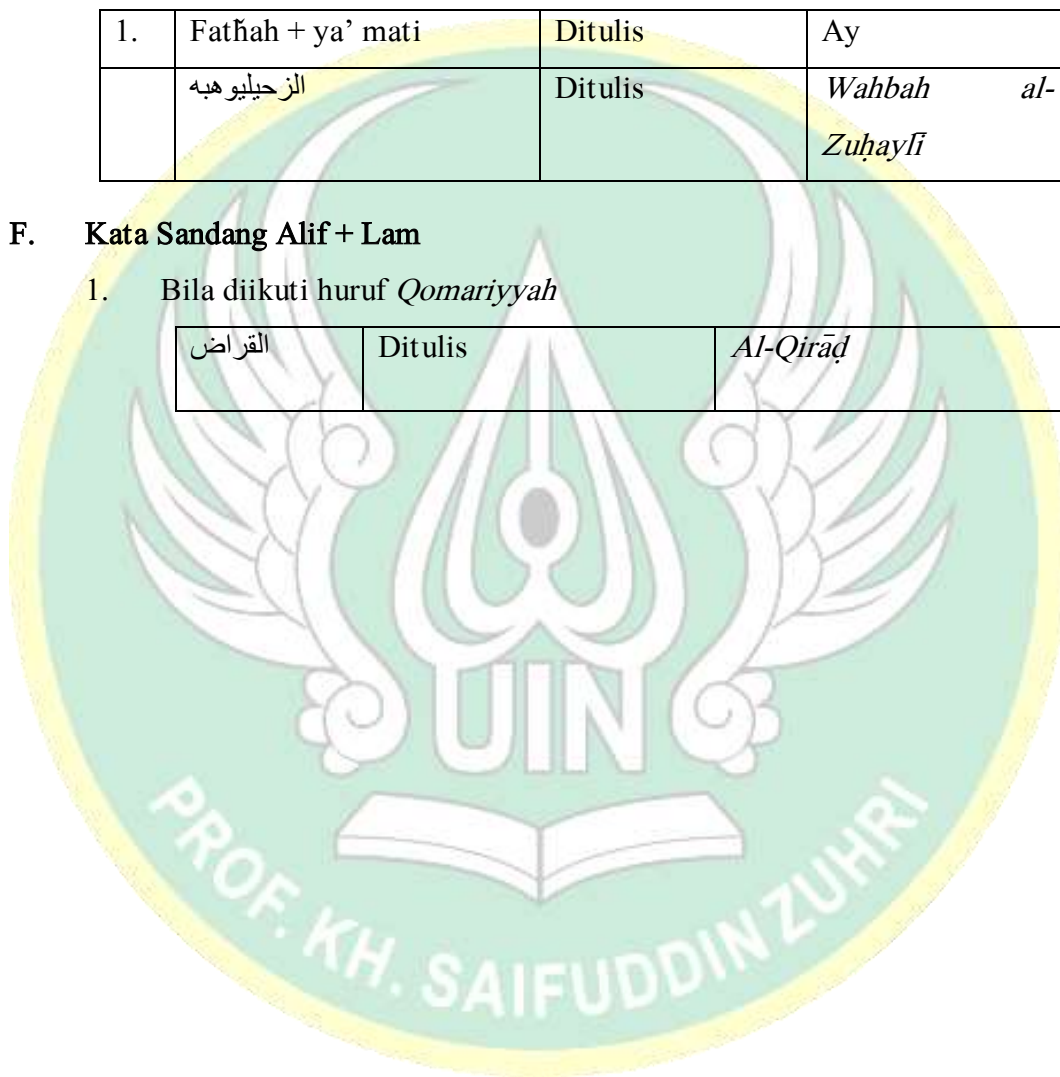 1. Fatħah + ya’ mati Ditulis Ay
الزحيليوهبه Ditulis Wahbah al-
Zuḥaylī
F. Kata Sandang Alif + Lam
1. Bila diikuti huruf Qomariyyah
القراض Ditulis Al-Qirāḍ
UIN
PROF. KH. SAIFUDDIN ZUHRI